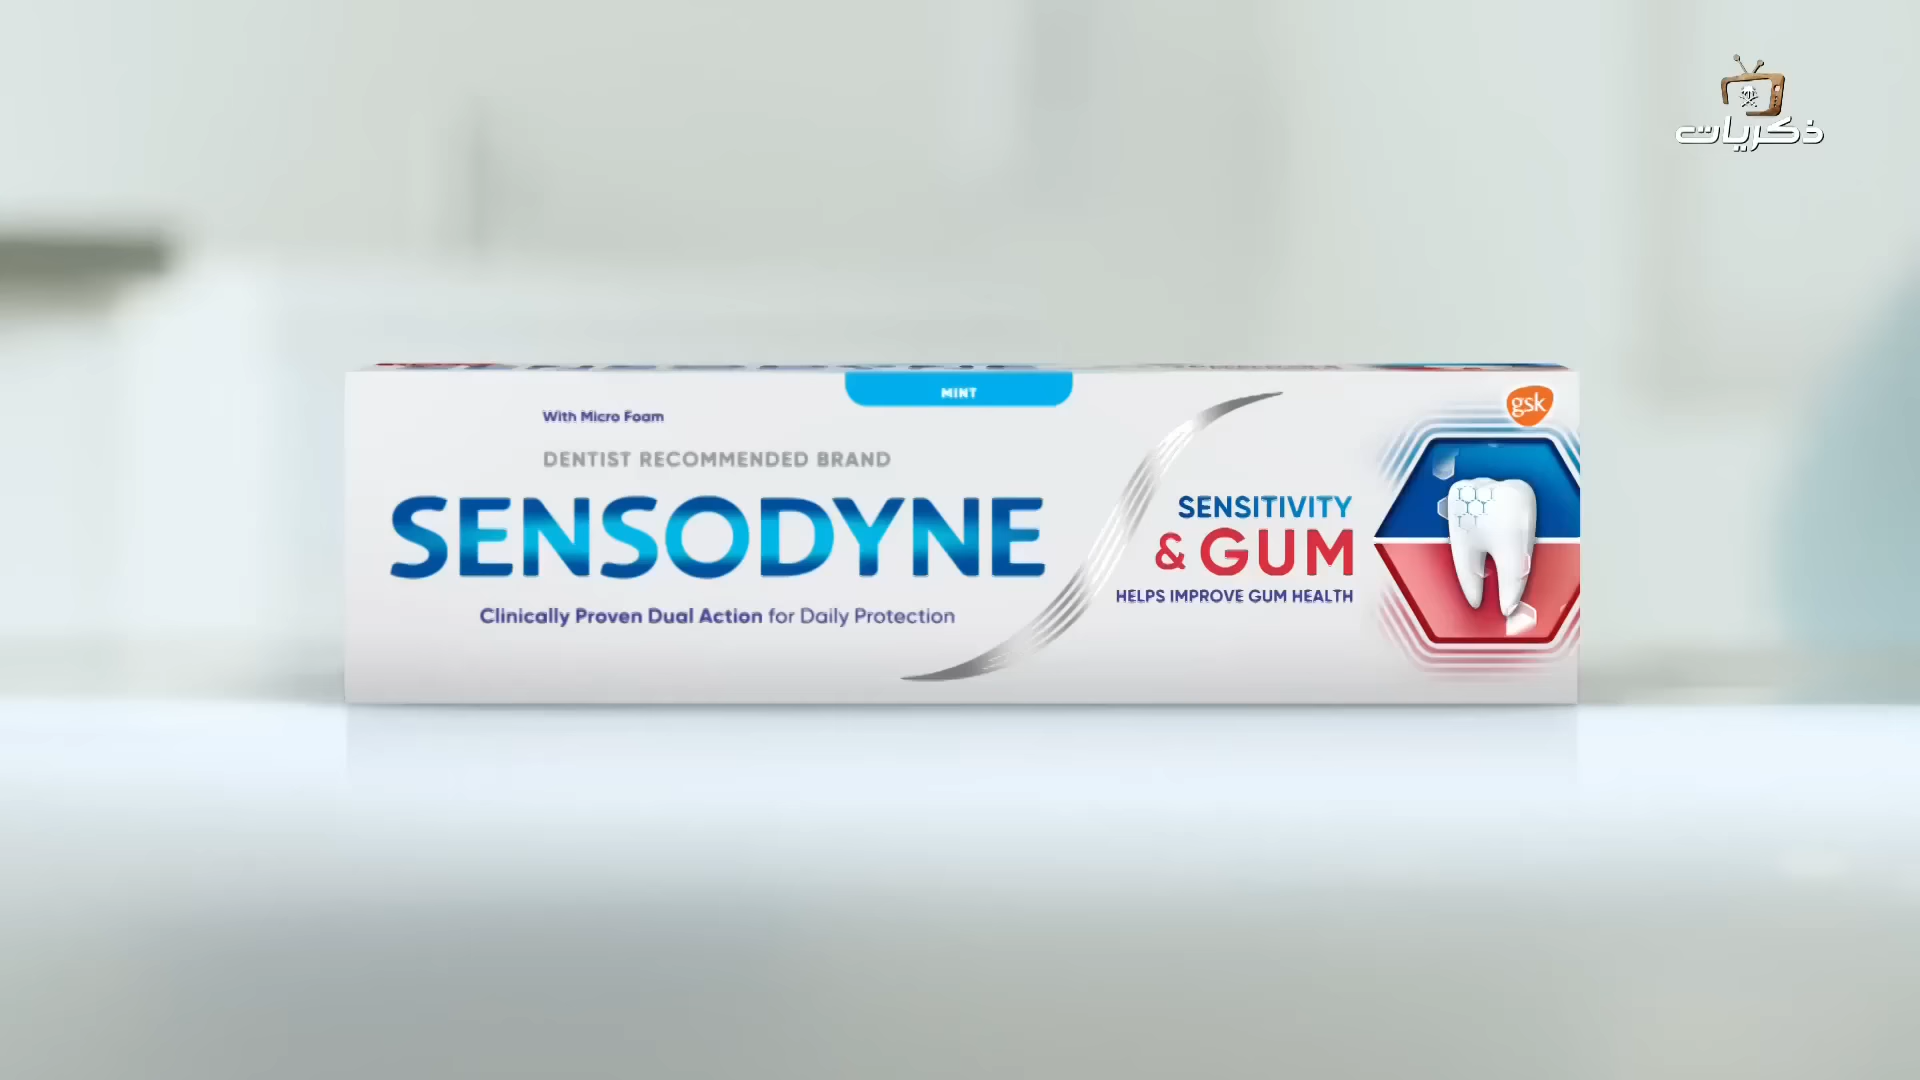 ذكريات
MINT
With Micro Foam
gsk
DENTIST RECOMMENDED BRAND
SENSODYNE
SENSITIVITY
& GUM
HELPS IMPROVE GUM HEALTH
Clinically Proven Dual Action for Daily Protection